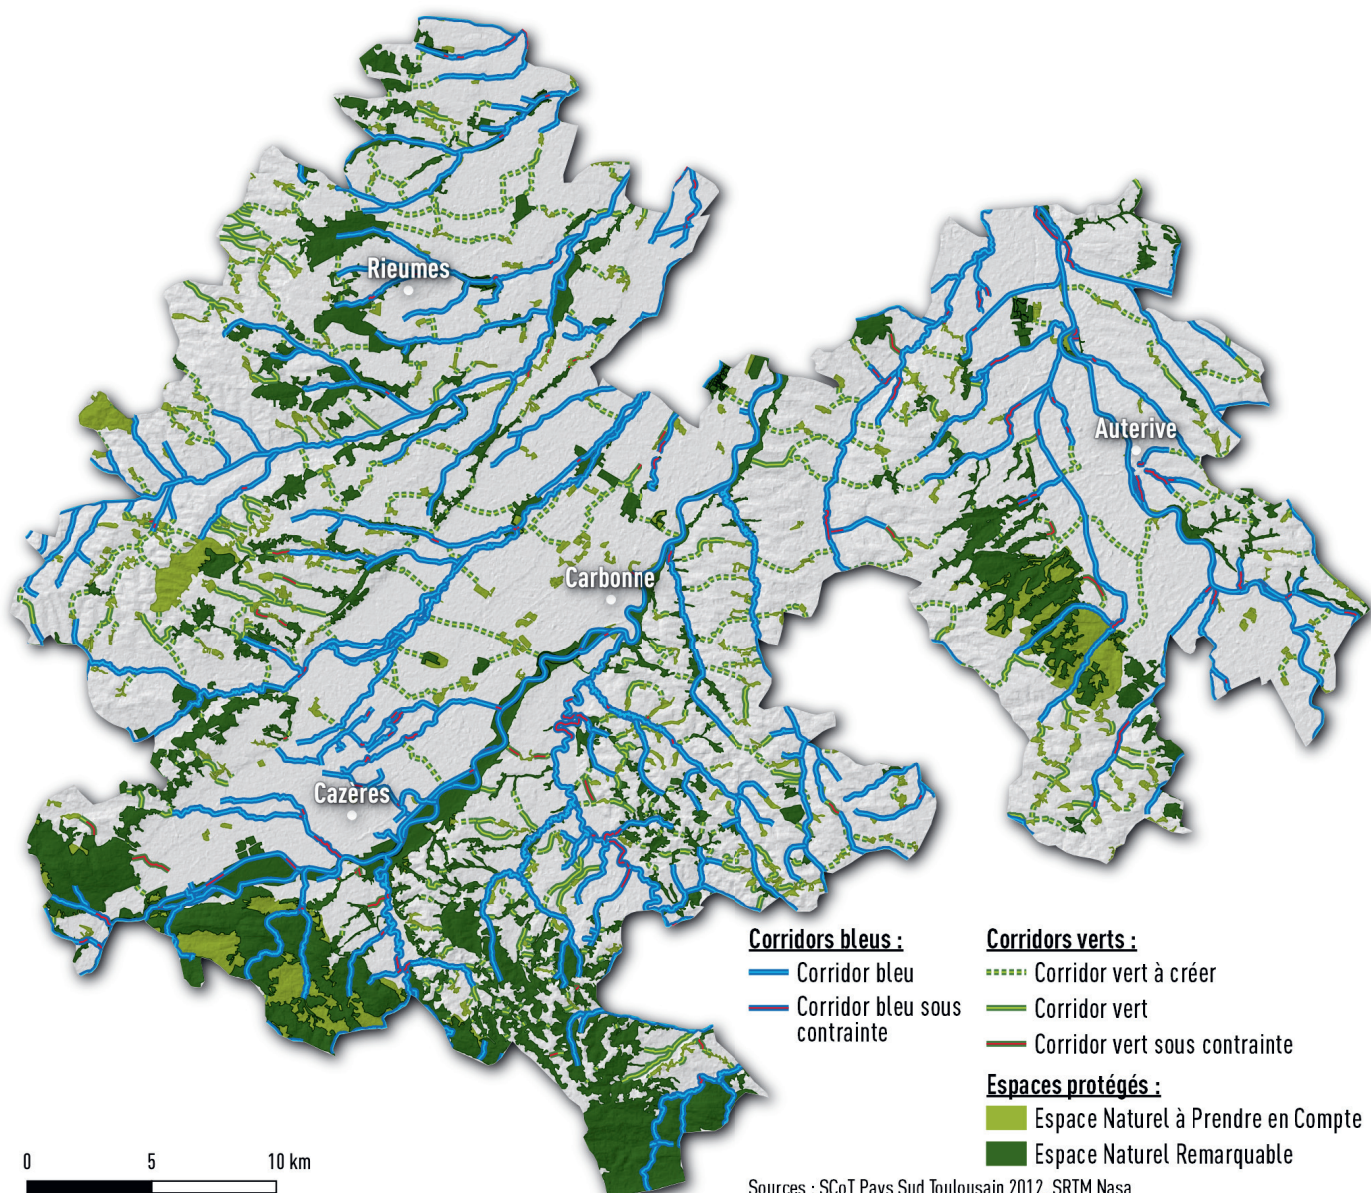 Rieumes
Auterive
Carbonne
Cazères
Corridors bleus :
Corridor bleu
Corridor bleu sous
contrainte
Corridors verts :
Corridor vert à créer
Corridor vert
Corridor vert sous contrainte
Espaces protégés :
Espace Naturel à Prendre en Compte
Espace Naturel Remarquable
0 5 10 km
Sources : SCoT Pays Sud Toulousain 2012, SRTM Nasa